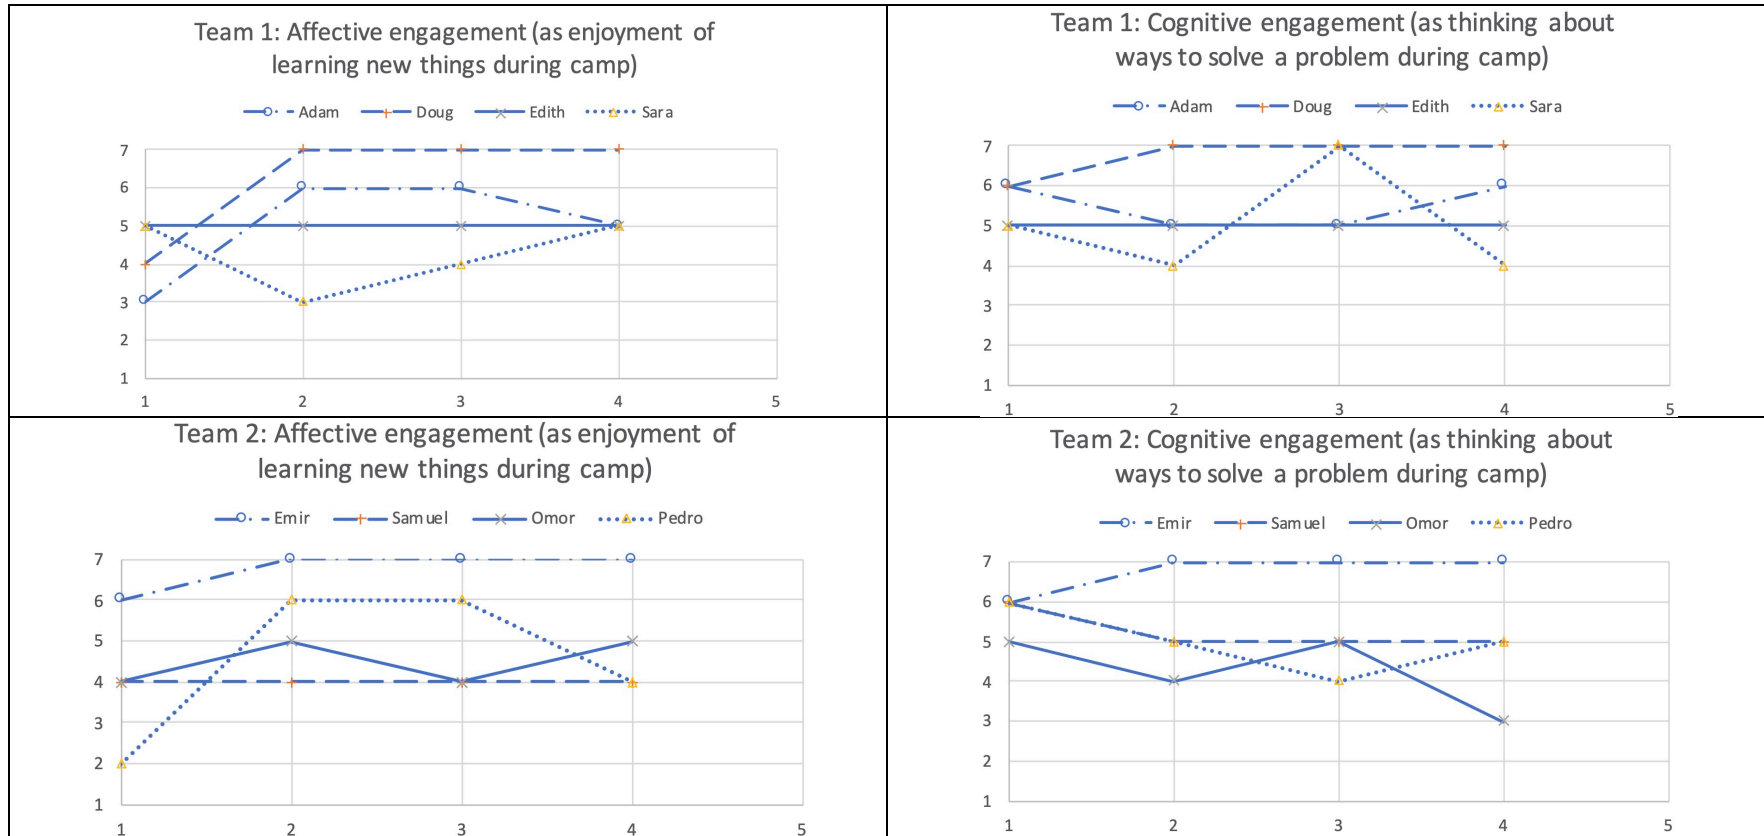 Team 1: Affective engagement (as enjoyment of
learning new things during camp)
Adam Doug Edith Sara
7
6
5
4
3
2
1
1 2 3 4 5
Team 1: Cognitive engagement (as thinking about
ways to solve a problem during camp)
Adam Doug Edith Sara
7
6
5
4
3
2
1
1 2 3 4 5
Team 2: Affective engagement (as enjoyment of
learning new things during camp)
Emir Samuel Omor Pedro
7
6
5
4
3
2
1
1 2 3 4 5
Team 2: Cognitive engagement (as thinking about
ways to solve a problem during camp)
Emir Samuel Omor Pedro
7
6
5
4
3
2
1
1 2 3 4 5